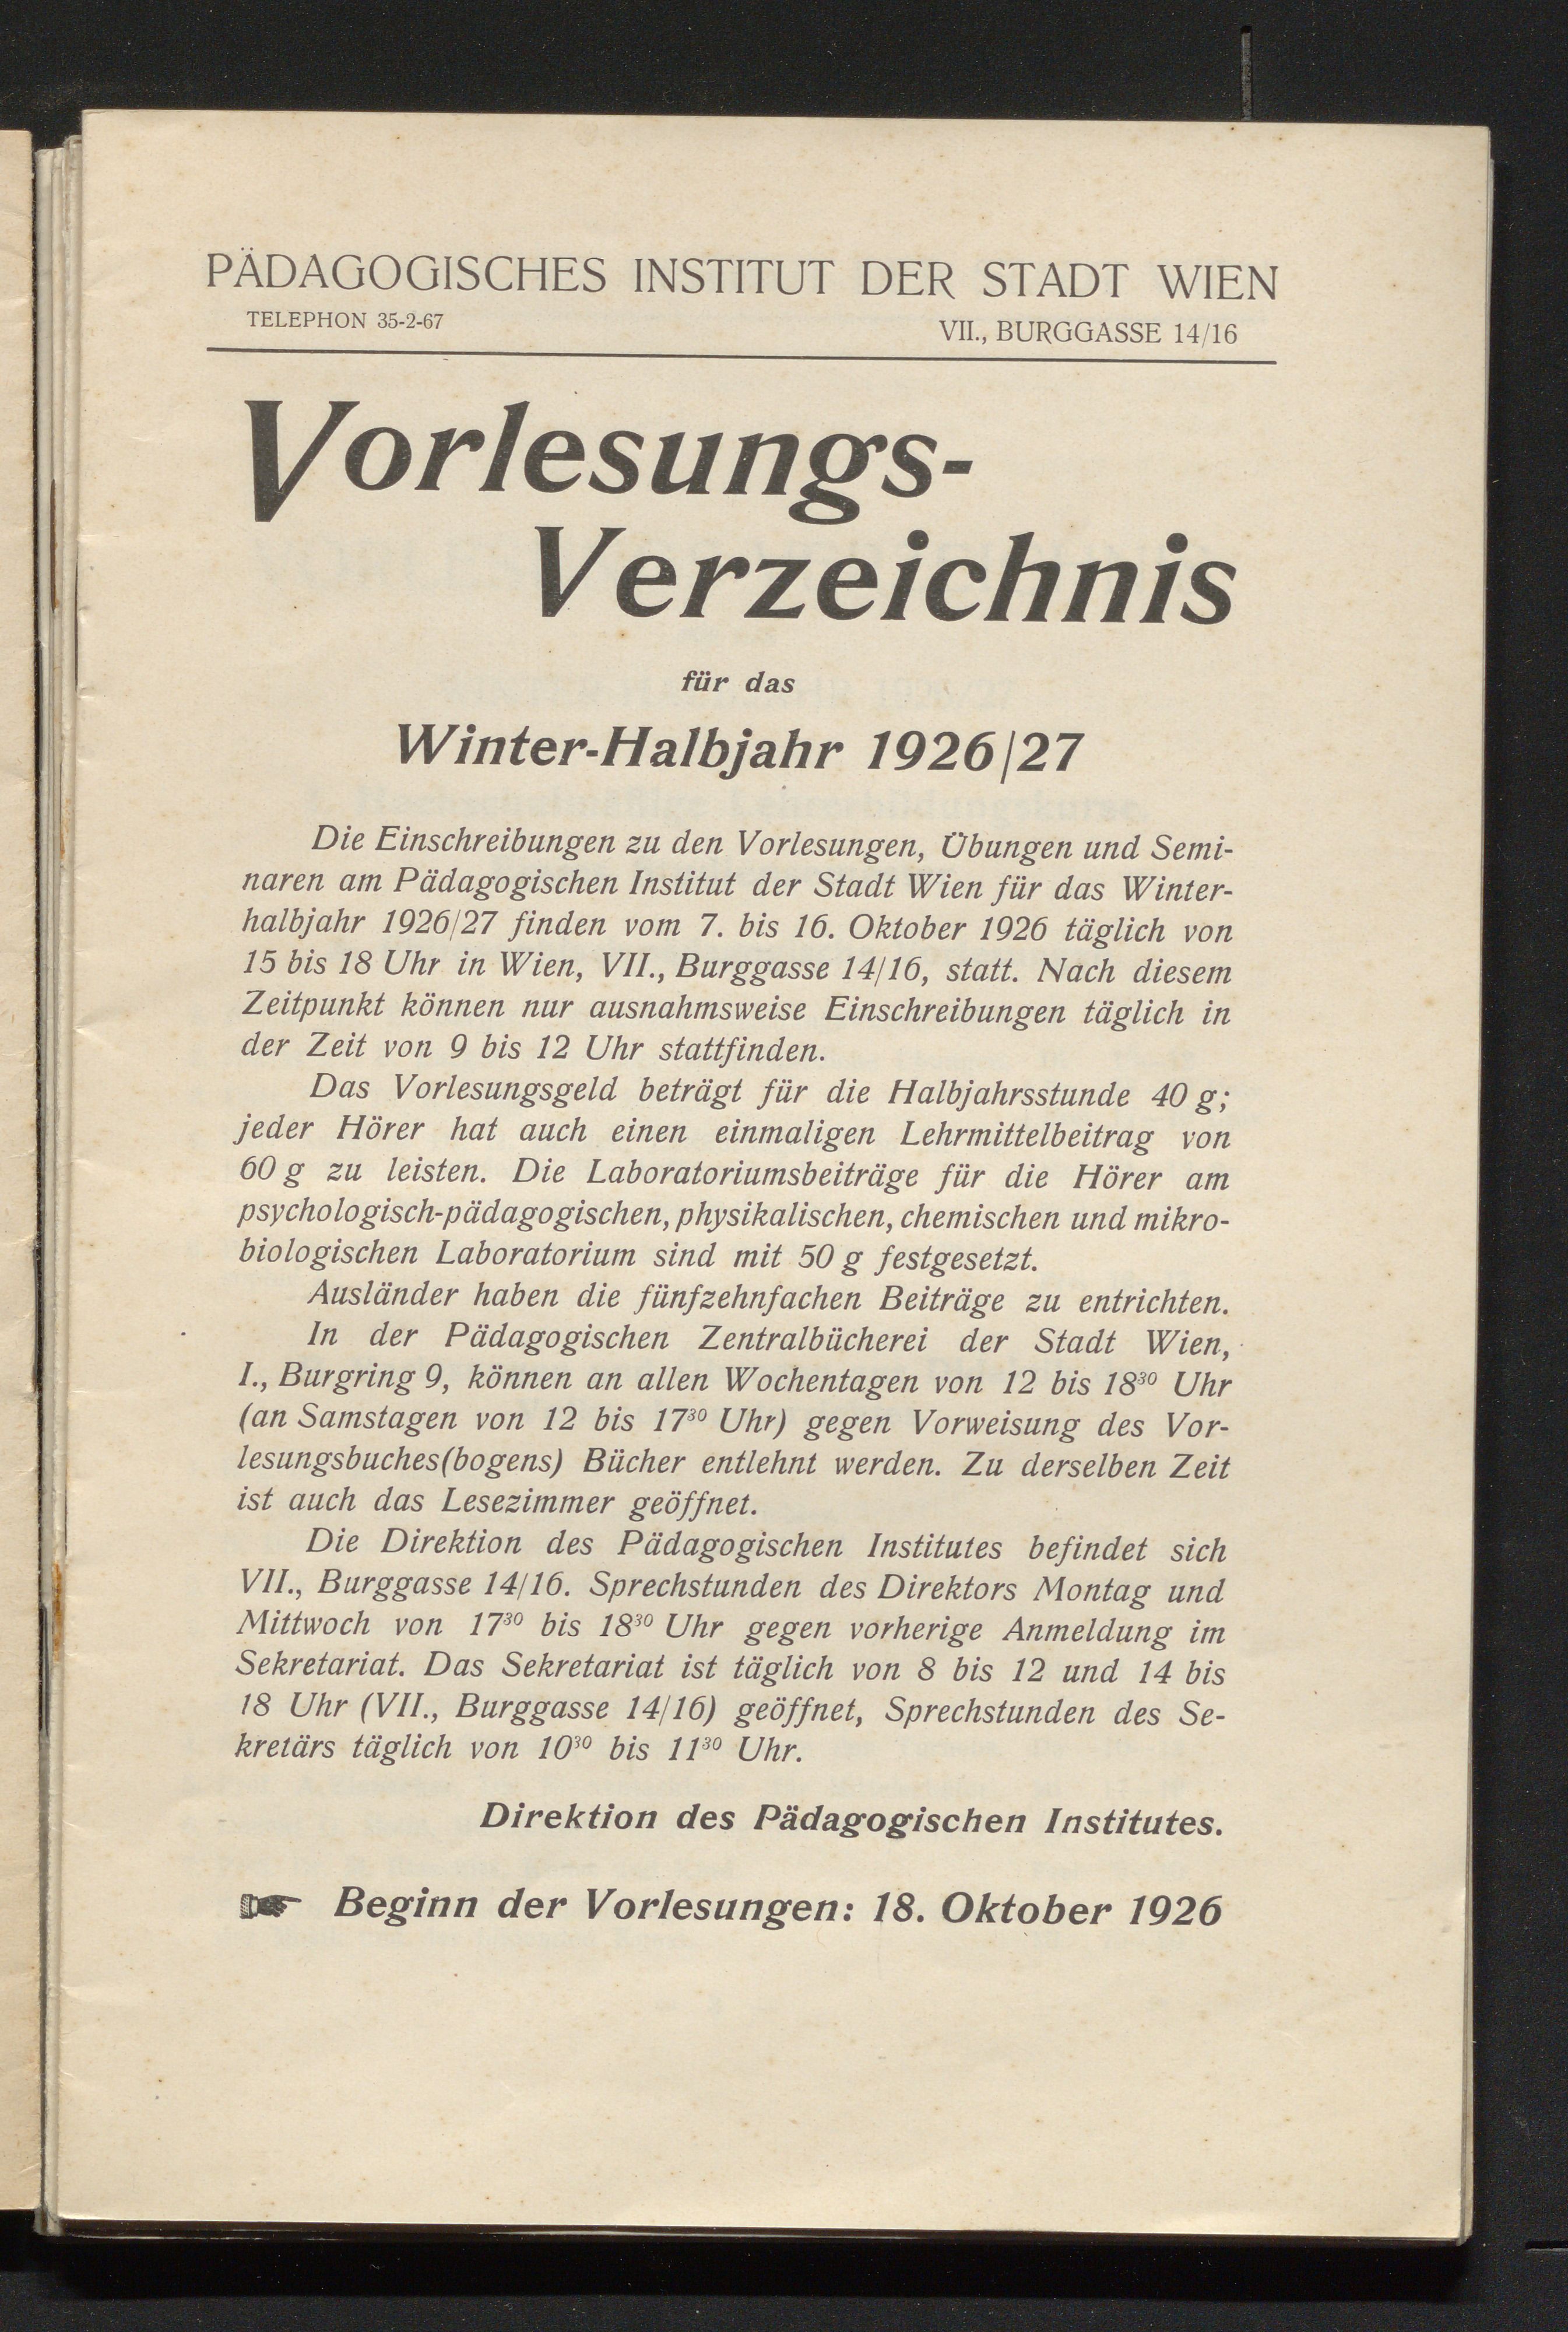 PÄDAGOGISCHES INSTITUT DER STADT WIEN
TELEPHON 35-2-67
VII., BURGGASSE 14/16
Vorlesungs-
Verzeichnis
für das
Winter-Halbjahr 1926/27
Die Einschreibungen zu den Vorlesungen, Übungen und Semi-
naren am Pädagogischen Institut der Stadt Wien für das Winter-
halbjahr 1926/27 finden vom 7. bis 16. Oktober 1926 täglich von
15 bis 18 Uhr in Wien, VII., Burggasse 14/16, statt. Nach diesem
Zeitpunkt können nur ausnahmsweise Einschreibungen täglich in
der Zeit von 9 bis 12 Uhr stattfinden.
Das Vorlesungsgeld beträgt für die Halbjahrsstunde 40 g;
jeder Hörer hat auch einen einmaligen Lehrmittelbeitrag von
60 g zu leisten. Die Laboratoriumsbeiträge für die Hörer am
psychologisch-pädagogischen, physikalischen, chemischen und mikro-
biologischen Laboratorium sind mit 50 g festgesetzt.
Ausländer haben die fünfzehnfachen Beiträge zu entrichten.
In der Pädagogischen Zentralbücherei der Stadt Wien,
I., Burgring 9, können an allen Wochentagen von 12 bis 18³⁰ Uhr
(an Samstagen von 12 bis 17³⁰ Uhr) gegen Vorweisung des Vor-
lesungsbuches(bogens) Bücher entlehnt werden. Zu derselben Zeit
ist auch das Lesezimmer geöffnet.
Die Direktion des Pädagogischen Institutes befindet sich
VII., Burggasse 14/16. Sprechstunden des Direktors Montag und
Mittwoch von 17³⁰ bis 18³⁰ Uhr gegen vorherige Anmeldung im
Sekretariat. Das Sekretariat ist täglich von 8 bis 12 und 14 bis
18 Uhr (VII., Burggasse 14/16) geöffnet, Sprechstunden des Se-
kretärs täglich von 10³⁰ bis 11³⁰ Uhr.
Direktion des Pädagogischen Institutes.
☛ Beginn der Vorlesungen: 18. Oktober 1926